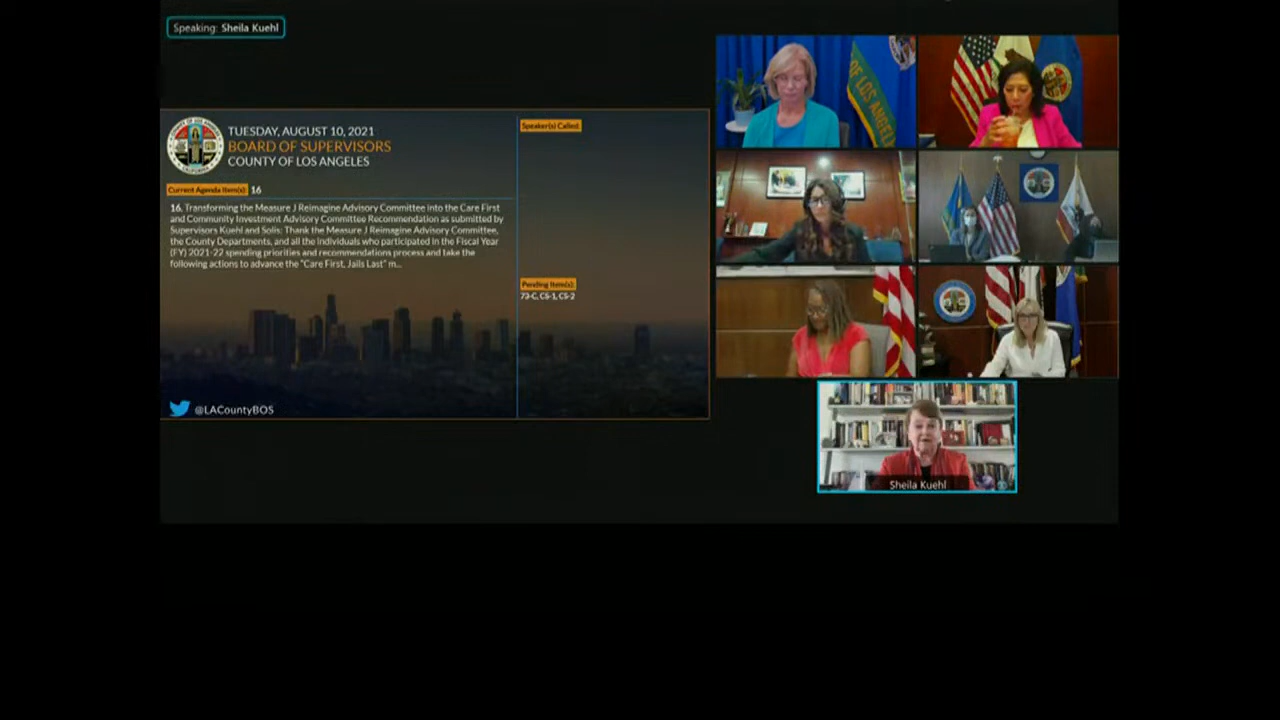 Speaking: Sheila Kuehl
TUESDAY, AUGUST 10, 2021
BOARD OF SUPERVISORS
COUNTY OF LOS ANGELES
Current Agenda Item(s): 16
16. Transforming the Measure J Reimagine Advisory Committee into the Care First
and Community Investment Advisory Committee Recommendation as submitted by
Supervisors Kuehl and Solis: Thank the Measure J Reimagine Advisory Committee,
the County Departments, and all the individuals who participated in the Fiscal Year
(FY) 2021-22 spending priorities and recommendations process and take the
following actions to advance the "Care First, Jails Last" m...
@LACountyBOS
Speaker(s) Called:
Pending Item(s):
73-C, CS-1, CS-2
OF LOS ANGELES
Sheila Kuehl